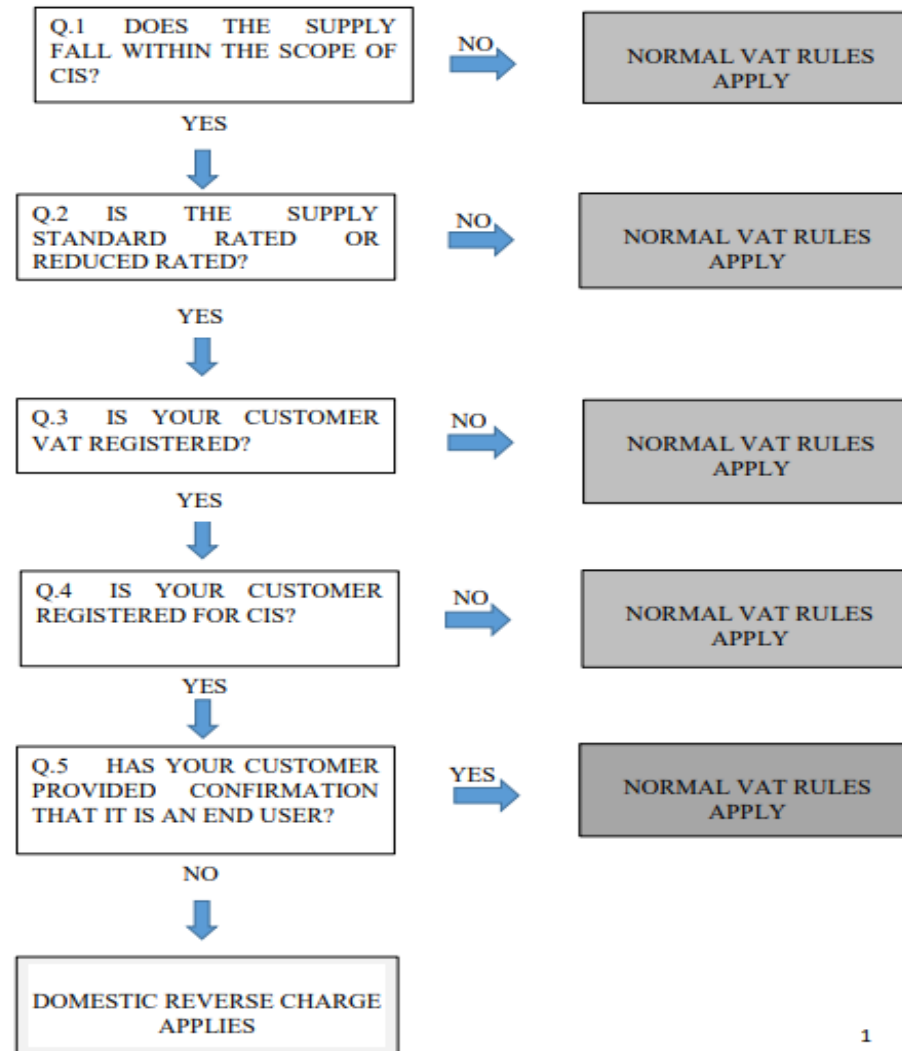 Q.1 DOES THE SUPPLY
FALL WITHIN THE SCOPE OF
CIS?
NO
NORMAL VAT RULES
APPLY
YES
Q.2 IS THE SUPPLY
STANDARD RATED OR
REDUCED RATED?
NO
NORMAL VAT RULES
APPLY
YES
Q.3 IS YOUR CUSTOMER
VAT REGISTERED?
NO
NORMAL VAT RULES
APPLY
YES
Q.4 IS YOUR CUSTOMER
REGISTERED FOR CIS?
NO
NORMAL VAT RULES
APPLY
YES
Q.5 HAS YOUR CUSTOMER
PROVIDED CONFIRMATION
THAT IT IS AN END USER?
YES
NORMAL VAT RULES
APPLY
NO
DOMESTIC REVERSE CHARGE
APPLIES
1